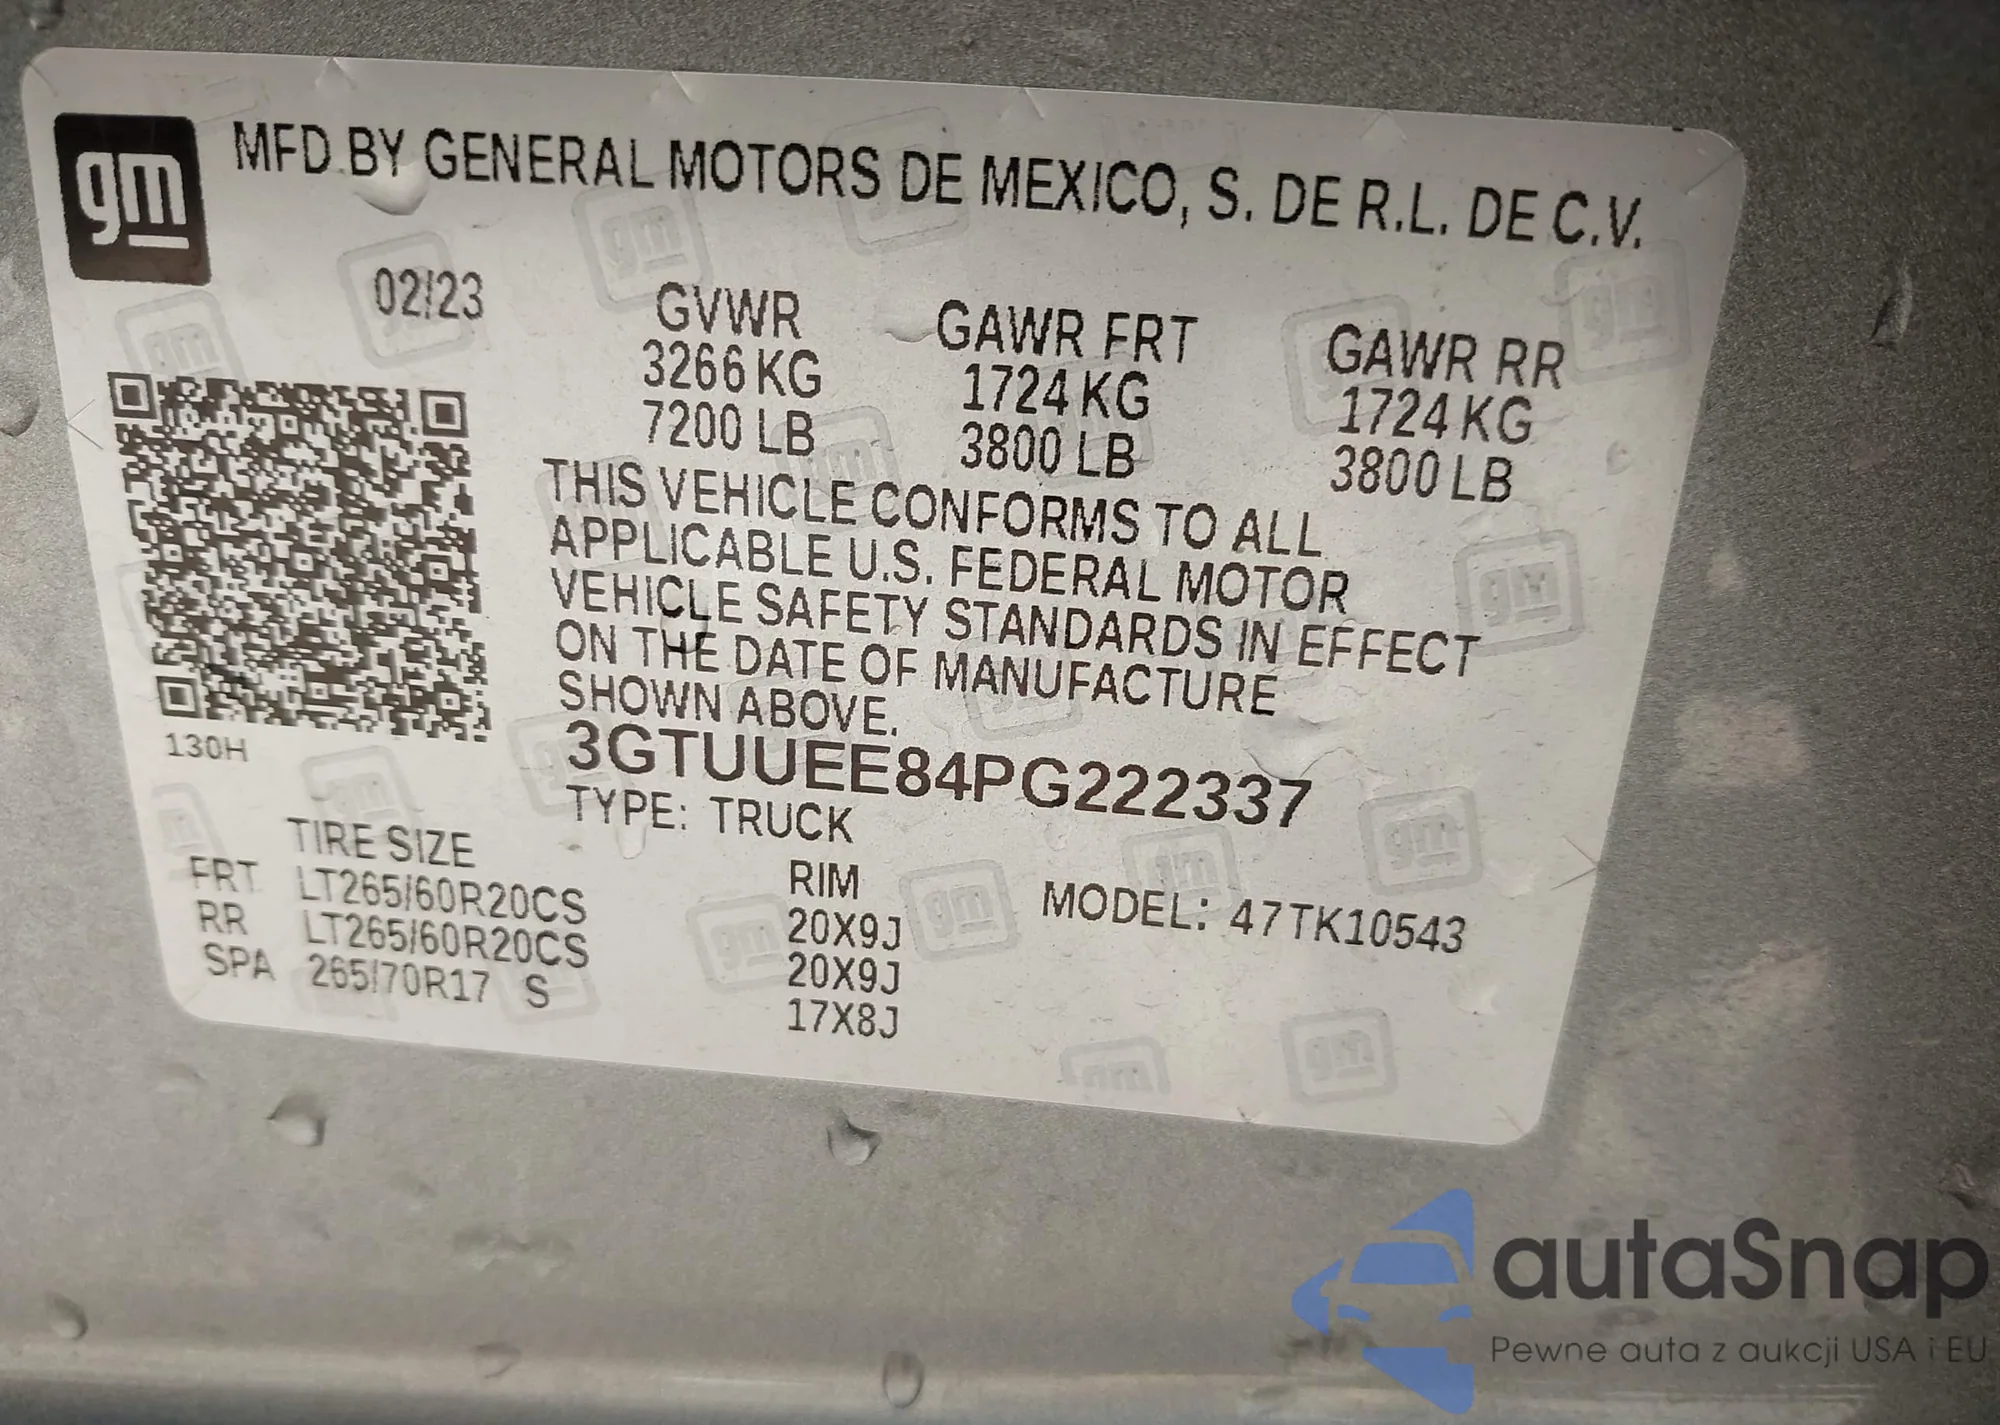 gm
MFD BY GENERAL MOTORS DE MEXICO, S. DE R.L. DE C.V.
02/23
GVWR GAWR FRT GAWR RR
3266 KG 1724 KG 1724 KG
7200 LB 3800 LB 3800 LB
THIS VEHICLE CONFORMS TO ALL
APPLICABLE U.S. FEDERAL MOTOR
VEHICLE SAFETY STANDARDS IN EFFECT
ON THE DATE OF MANUFACTURE
SHOWN ABOVE.
130H
3GTUUEE84PG222337
TYPE: TRUCK
TIRE SIZE RIM
FRT LT265/60R20CS 20X9J
RR LT265/60R20CS 20X9J
SPA 265/70R17 S 17X8J
MODEL: 47TK10543
autaSnap
Pewne auta z aukcji USA i EU